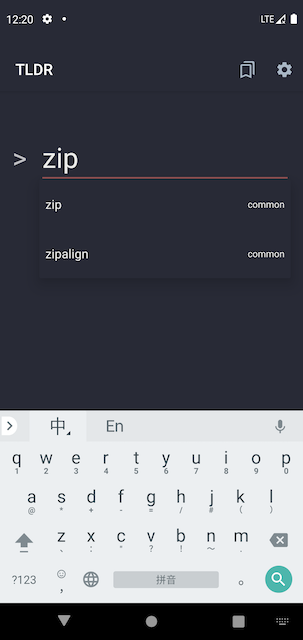 12:20 LTE
TLDR
> zip
zip common
zipalign common
中 En
q w e r t y u i o p
1 2 3 4 5 6 7 8 9 0
a s d f g h j k l
@ * + - = / # ( )
z x c v b n m
、 : " ? ! ~ …
?123 , 拼音 。